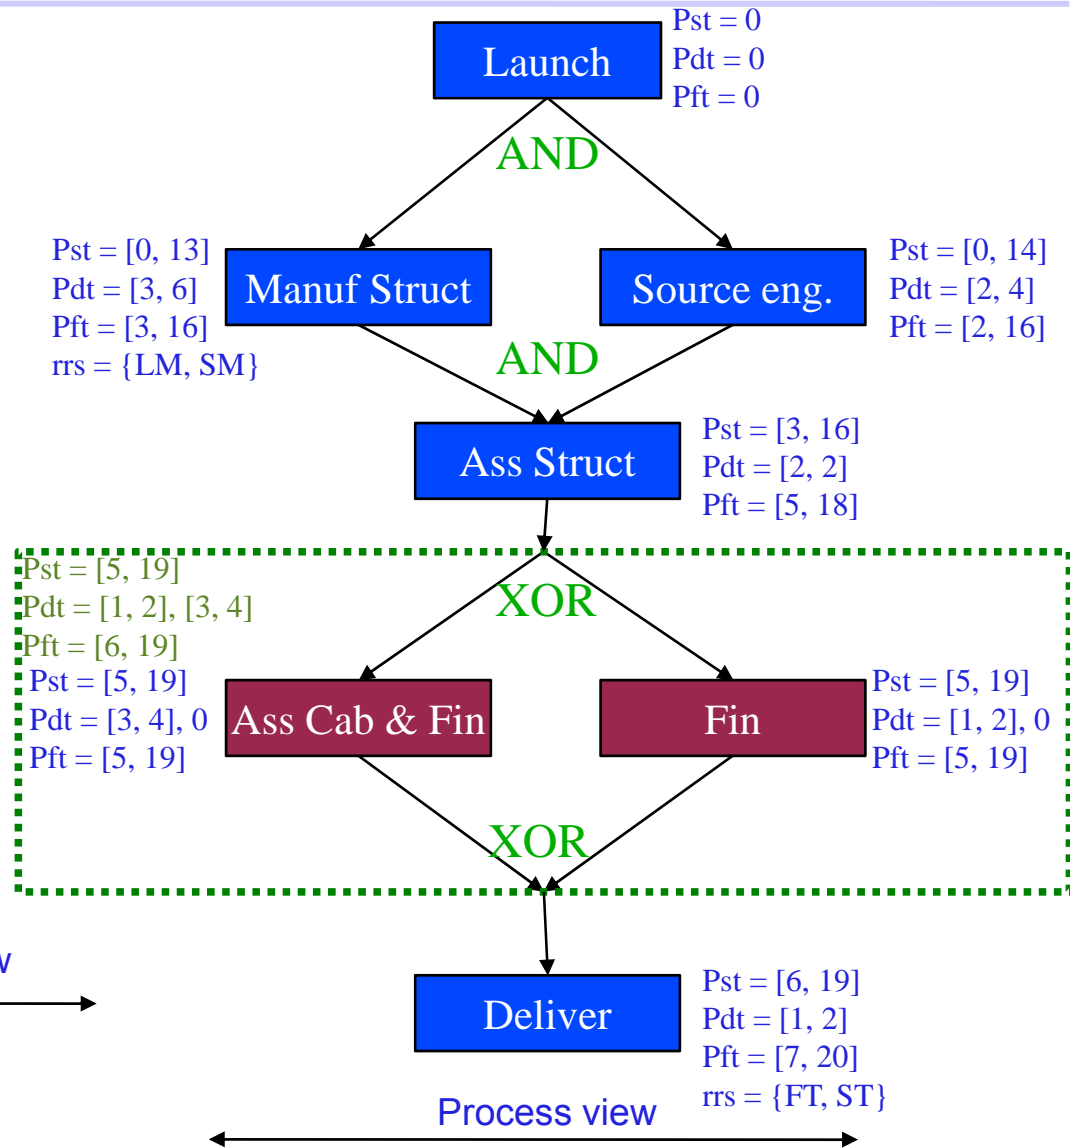 Launch
Pst = 0
Pdt = 0
Pft = 0
AND
Pst = [0, 13]
Pdt = [3, 6]
Pft = [3, 16]
rrs = {LM, SM}
Manuf Struct
Source eng.
Pst = [0, 14]
Pdt = [2, 4]
Pft = [2, 16]
AND
Ass Struct
Pst = [3, 16]
Pdt = [2, 2]
Pft = [5, 18]
Pst = [5, 19]
Pdt = [1, 2], [3, 4]
Pft = [6, 19]
XOR
Pst = [5, 19]
Pdt = [3, 4], 0
Pft = [5, 19]
Ass Cab & Fin
Fin
Pst = [5, 19]
Pdt = [1, 2], 0
Pft = [5, 19]
XOR
Deliver
Pst = [6, 19]
Pdt = [1, 2]
Pft = [7, 20]
rrs = {FT, ST}
Process view